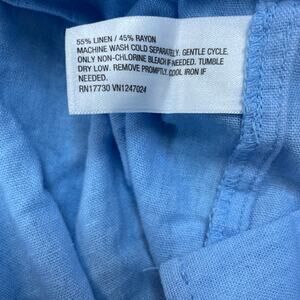 55% LINEN / 45% RAYON
MACHINE WASH COLD SEPARATELY. GENTLE CYCLE.
ONLY NON-CHLORINE BLEACH IF NEEDED. TUMBLE
DRY LOW. REMOVE PROMPTLY. COOL IRON IF
NEEDED.
RN17730 VN1247024